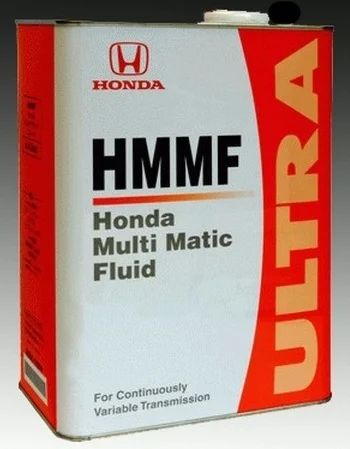 HONDA
HMMF
Honda
Multi Matic
Fluid
For Continuously
Variable Transmission
ULTRA